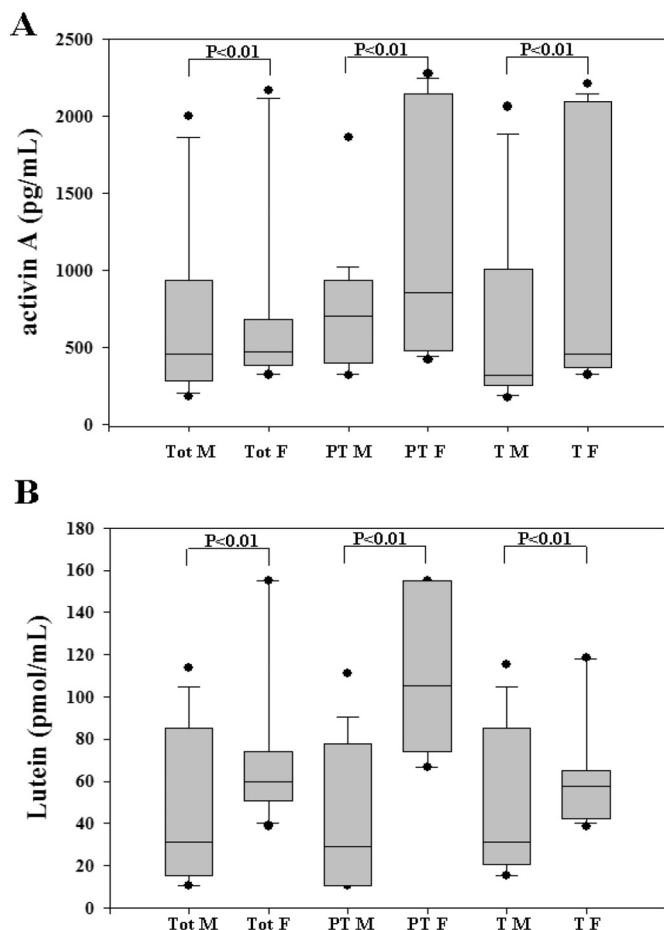 A
P<0.01 P<0.01 P<0.01
2500
2000
1500
1000
500
0
activin A (pg/mL)
Tot M Tot F PT M PT F T M T F
B
P<0.01 P<0.01 P<0.01
180
160
140
120
100
80
60
40
20
0
Lutein (pmol/mL)
Tot M Tot F PT M PT F T M T F